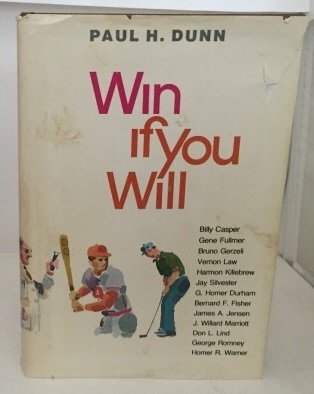 PAUL H. DUNN
Win
If you
Will
Billy Casper
Gene Fullmer
Bruno Gerzeli
Vernon Law
Harmon Killebrew
Jay Silvester
G. Homer Durham
Bernard F. Fisher
James A. Jensen
J. Willard Marriott
Don L. Lind
George Romney
Homer R. Warner